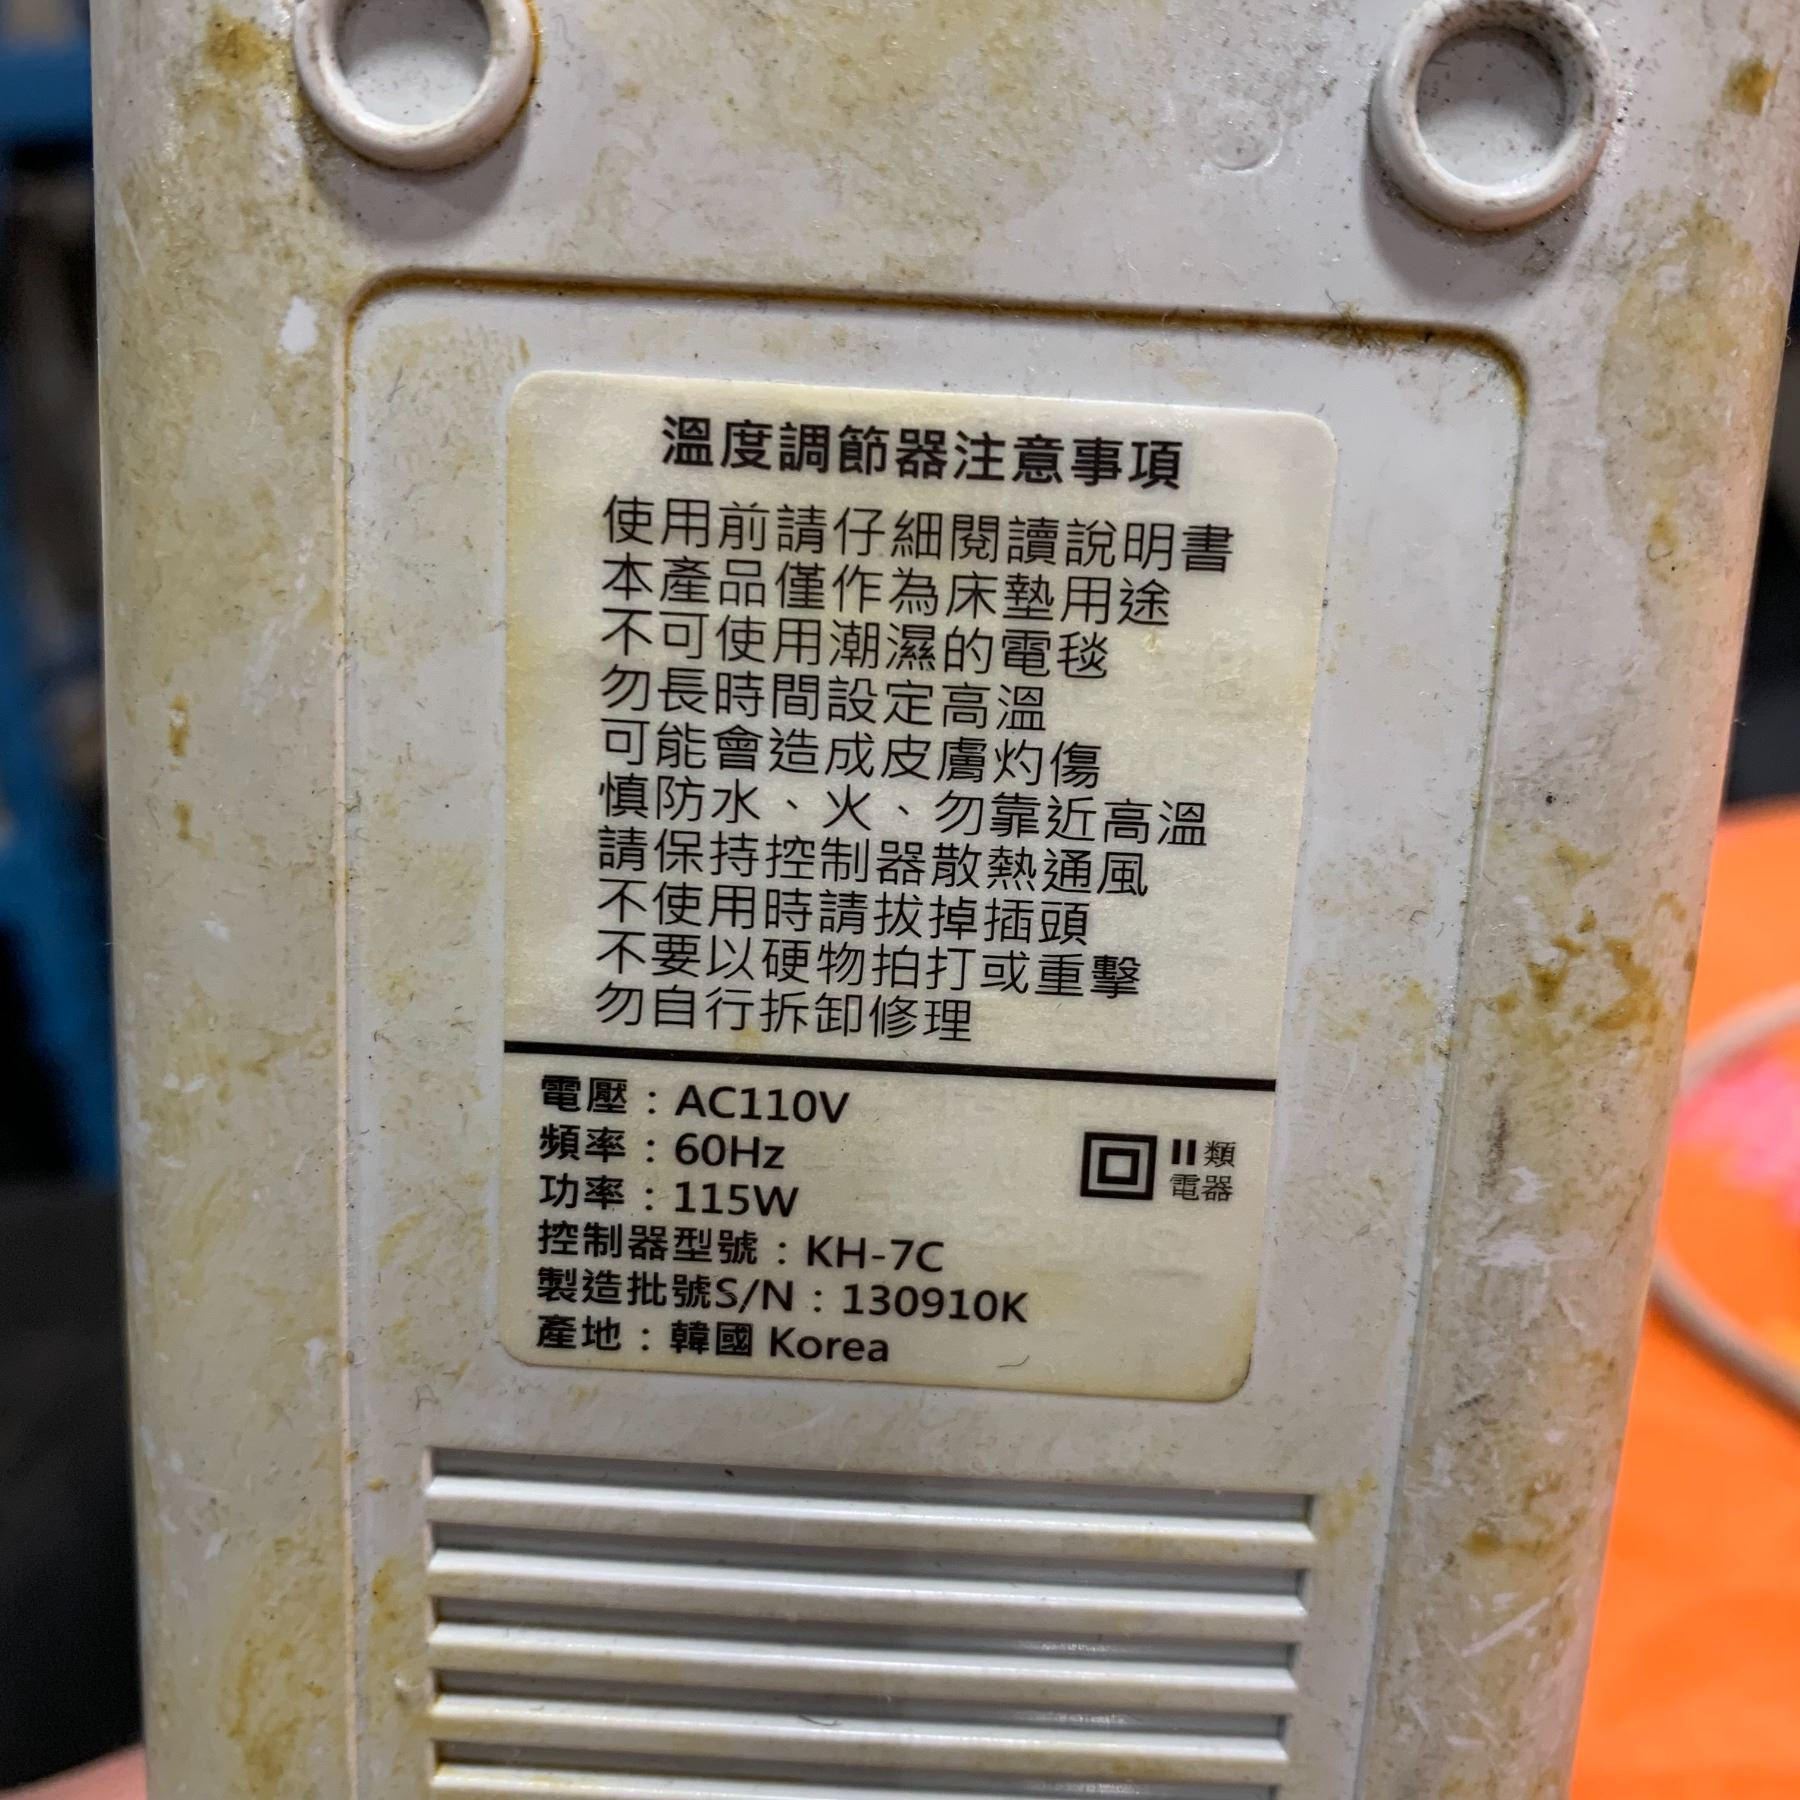 溫度調節器注意事項
使用前請仔細閱讀說明書
本產品僅作為床墊用途
不可使用潮濕的電毯
勿長時間設定高溫
可能會造成皮膚灼傷
慎防水、火、勿靠近高溫
請保持控制器散熱通風
不使用時請拔掉插頭
不要以硬物拍打或重擊
勿自行拆卸修理
電壓：AC110V
頻率：60Hz
功率：115W
II類
電器
控制器型號：KH-7C
製造批號S/N：130910K
產地：韓國 Korea